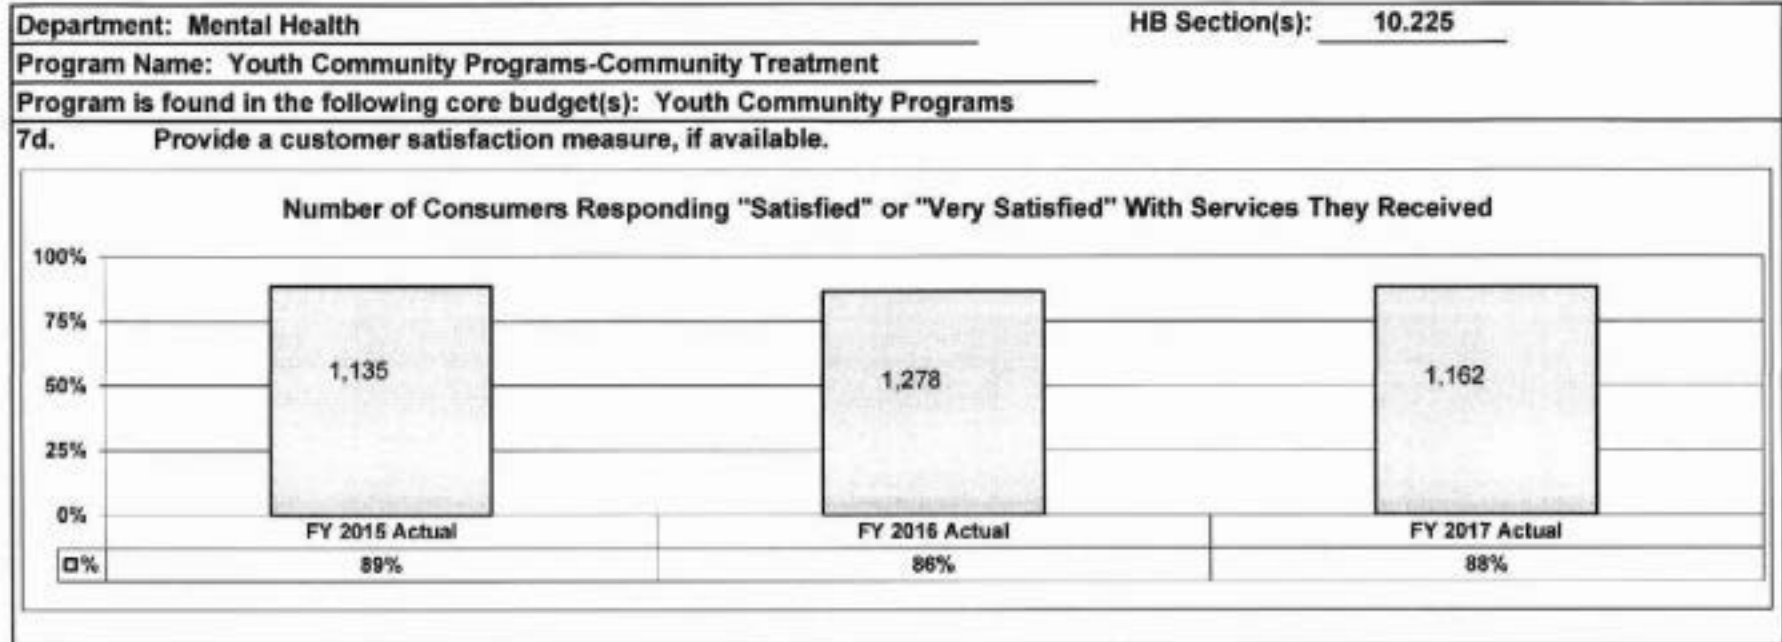 Department: Mental Health HB Section(s): 10.225
Program Name: Youth Community Programs-Community Treatment
Program is found in the following core budget(s): Youth Community Programs
7d. Provide a customer satisfaction measure, if available.
Number of Consumers Responding "Satisfied" or "Very Satisfied" With Services They Received
100%
75%
1,135 1,278 1,162
50%
25%
0%
FY 2015 Actual FY 2016 Actual FY 2017 Actual
% 89% 86% 88%